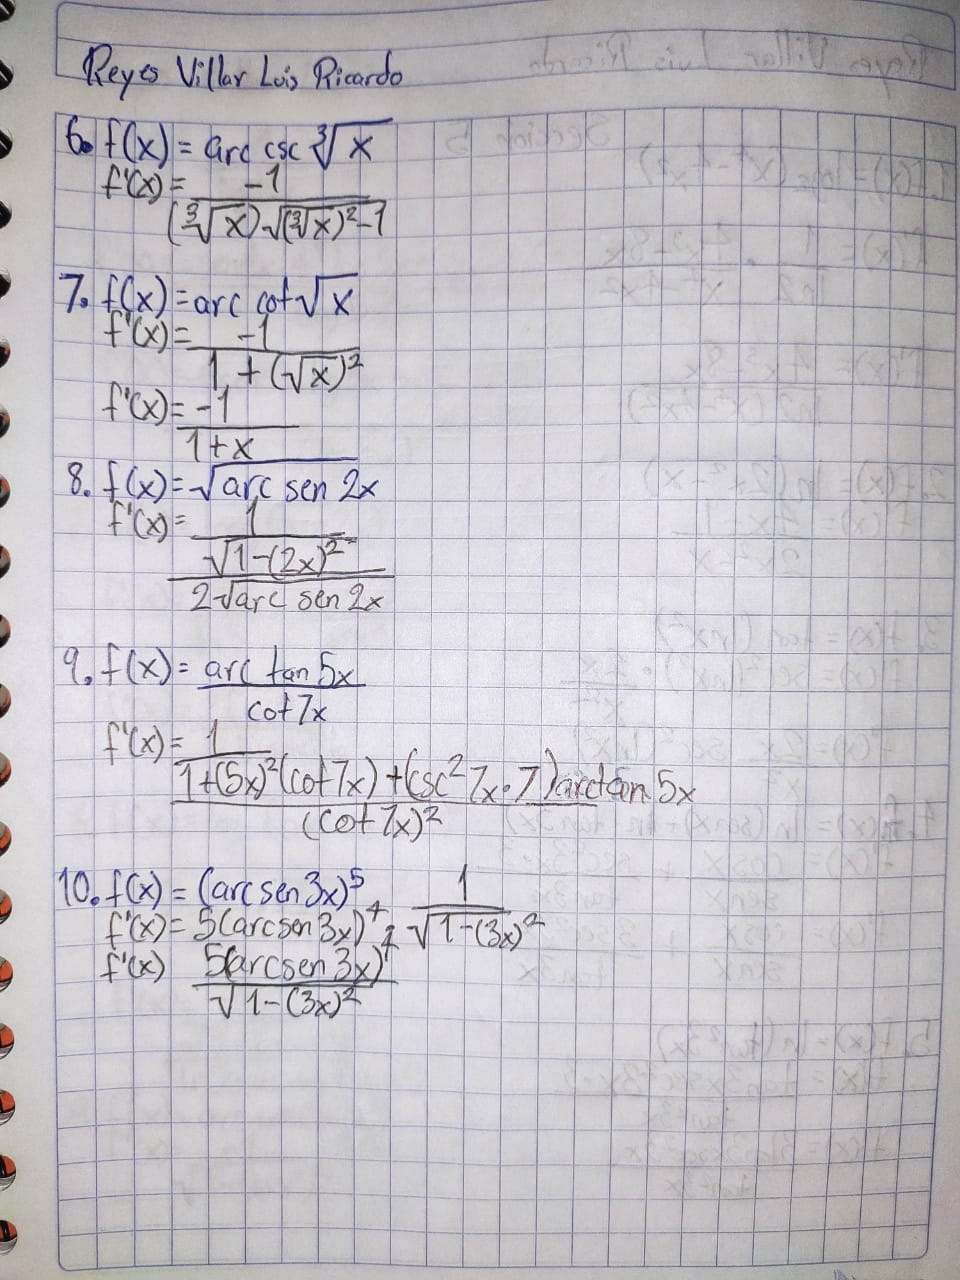 Reyes Villar Luis Ricardo
6. f(x) = arc csc ∛x
f'(x) = -1
(∛x) √(∛x)²-1
7. f(x) = arc cot √x
f'(x) = -1
1 + (√x)²
f'(x) = -1
1+x
8. f(x) = √arc sen 2x
f'(x) = 1
√1-(2x)²
2√arc sen 2x
9. f(x) = arc tan 5x
cot 7x
f'(x) = 1
1+(5x)² (cot 7x) + (csc² 7x · 7) arctan 5x
(cot 7x)²
10. f(x) = (arc sen 3x)⁵
f'(x) = 5(arcsen 3x)⁴ · 1
√1-(3x)²
f'(x) 5(arcsen 3x)⁴
√1-(3x)²